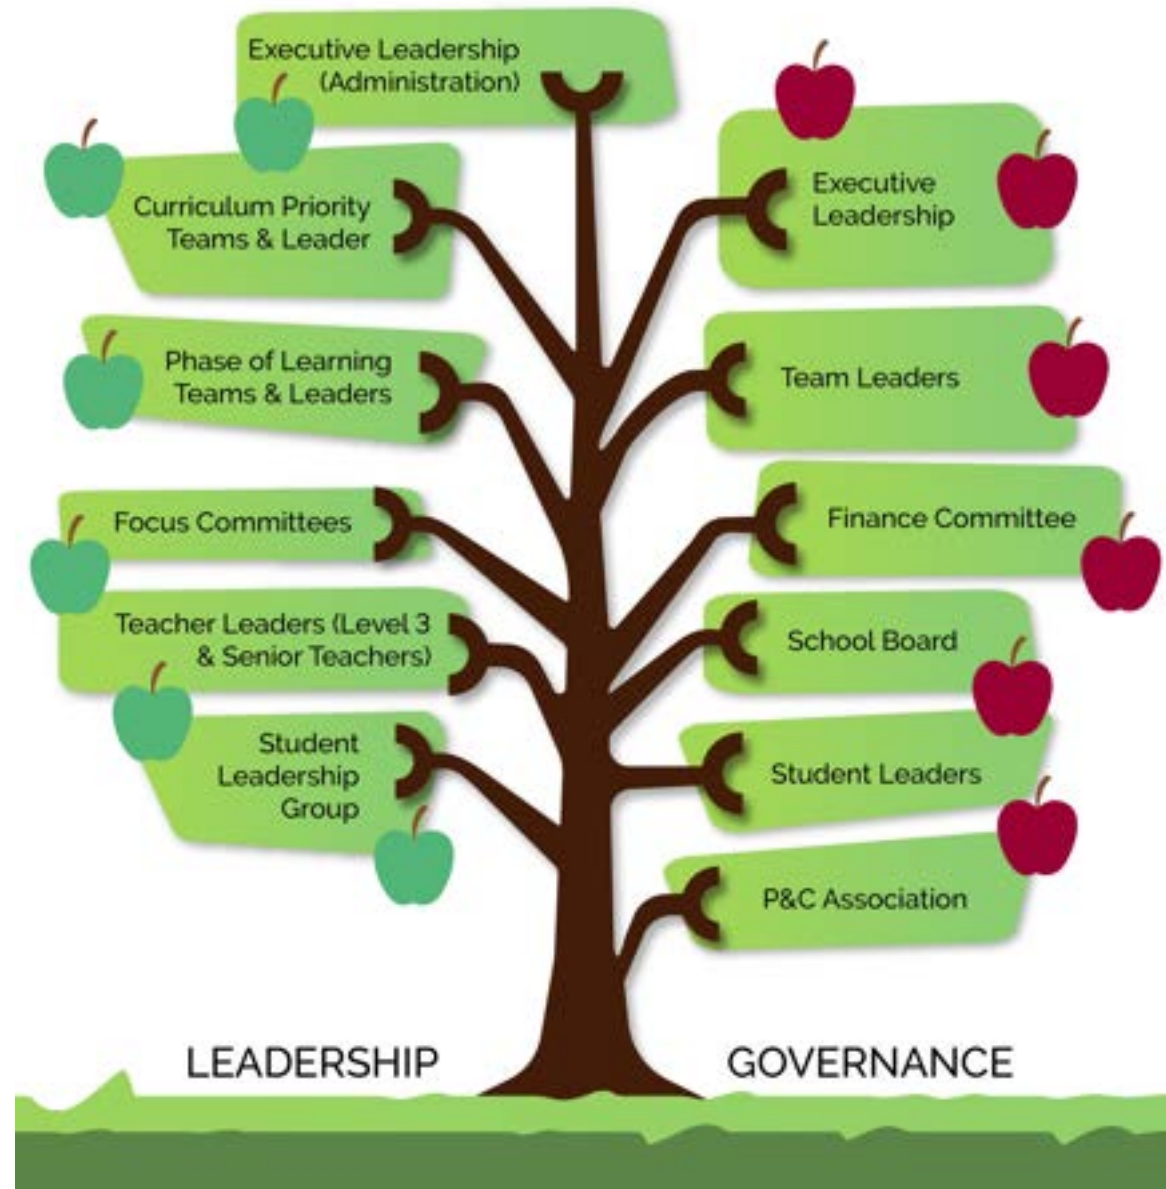 Executive Leadership
(Administration)
Curriculum Priority
Teams & Leader
Phase of Learning
Teams & Leaders
Focus Committees
Teacher Leaders (Level 3
& Senior Teachers)
Student
Leadership
Group
LEADERSHIP
Executive
Leadership
Team Leaders
Finance Committee
School Board
Student Leaders
P&C Association
GOVERNANCE